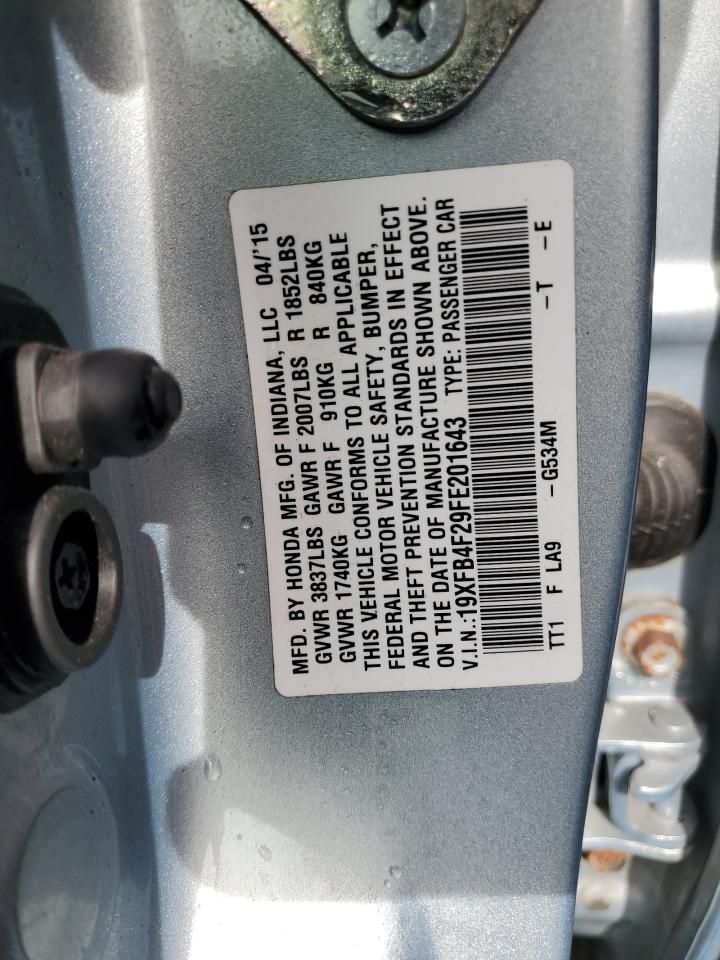 MFD. BY HONDA MFG. OF INDIANA, LLC 04/'15
GVWR 3837LBS GAWR F 2007LBS R 1852LBS
GVWR 1740KG GAWR F 910KG R 840KG
THIS VEHICLE CONFORMS TO ALL APPLICABLE
FEDERAL MOTOR VEHICLE SAFETY, BUMPER,
AND THEFT PREVENTION STANDARDS IN EFFECT
ON THE DATE OF MANUFACTURE SHOWN ABOVE.
V.I.N.:19XFB4F29FE201643 TYPE: PASSENGER CAR
TT1 F LA9 -G534M -T -E